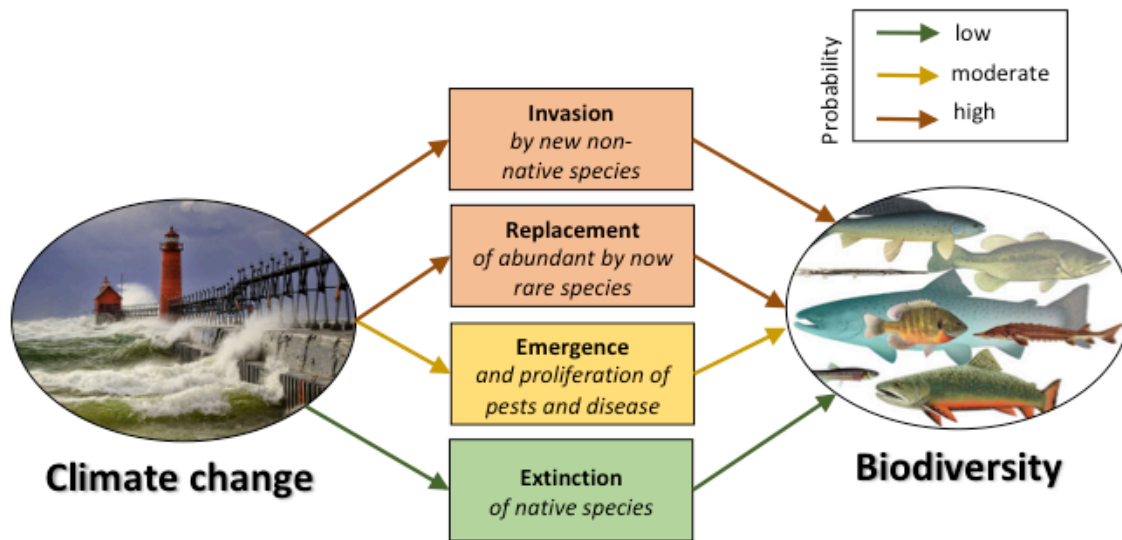 Probability
low
moderate
high
Invasion
by new non-
native species
Replacement
of abundant by now
rare species
Emergence
and proliferation of
pests and disease
Extinction
of native species
Climate change
Biodiversity